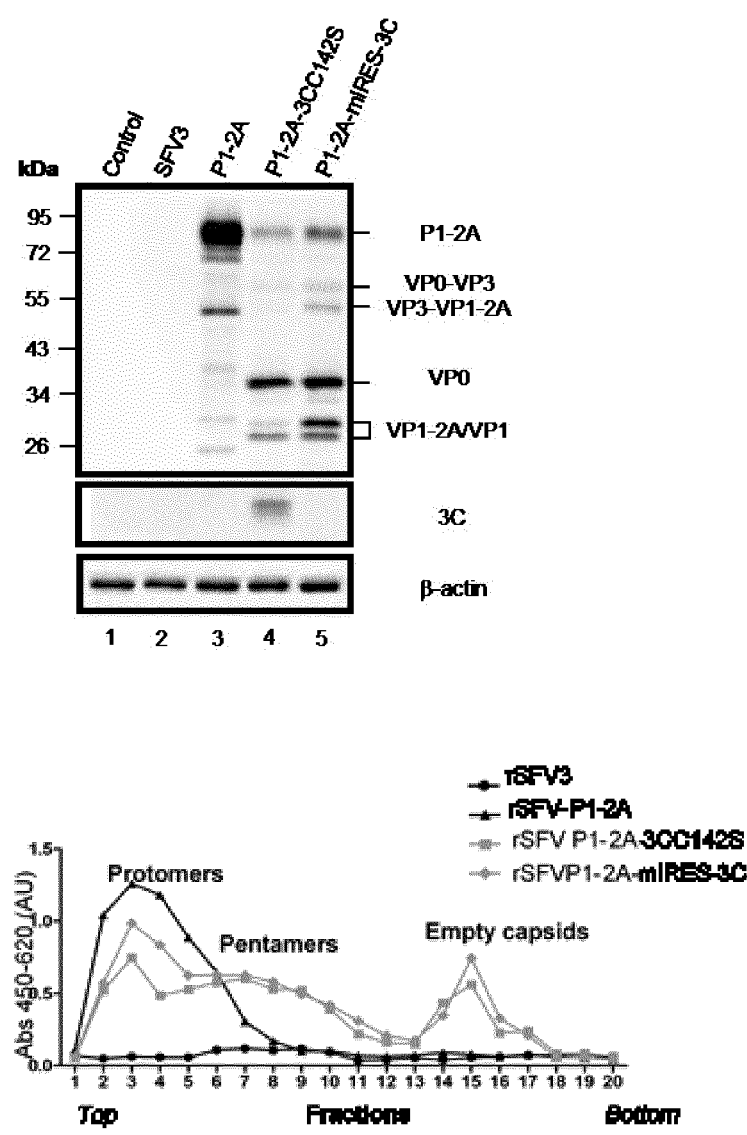 Control
SFV3
P1-2A
P1-2A-3CC142S
P1-2A-mIRES-3C
kDa
95
72
55
43
34
26
P1-2A
VP0-VP3
VP3-VP1-2A
VP0
VP1-2A/VP1
3C
β-actin
1 2 3 4 5
rSFV3
rSFV-P1-2A
rSFV P1-2A-3CC142S
rSFVP1-2A-mIRES-3C
Abs 450-620 (AU)
1.5
1.0
0.5
0.0
Protomers
Pentamers
Empty capsids
1 2 3 4 5 6 7 8 9 10 11 12 13 14 15 16 17 18 19 20
Top
Fractions
Bottom